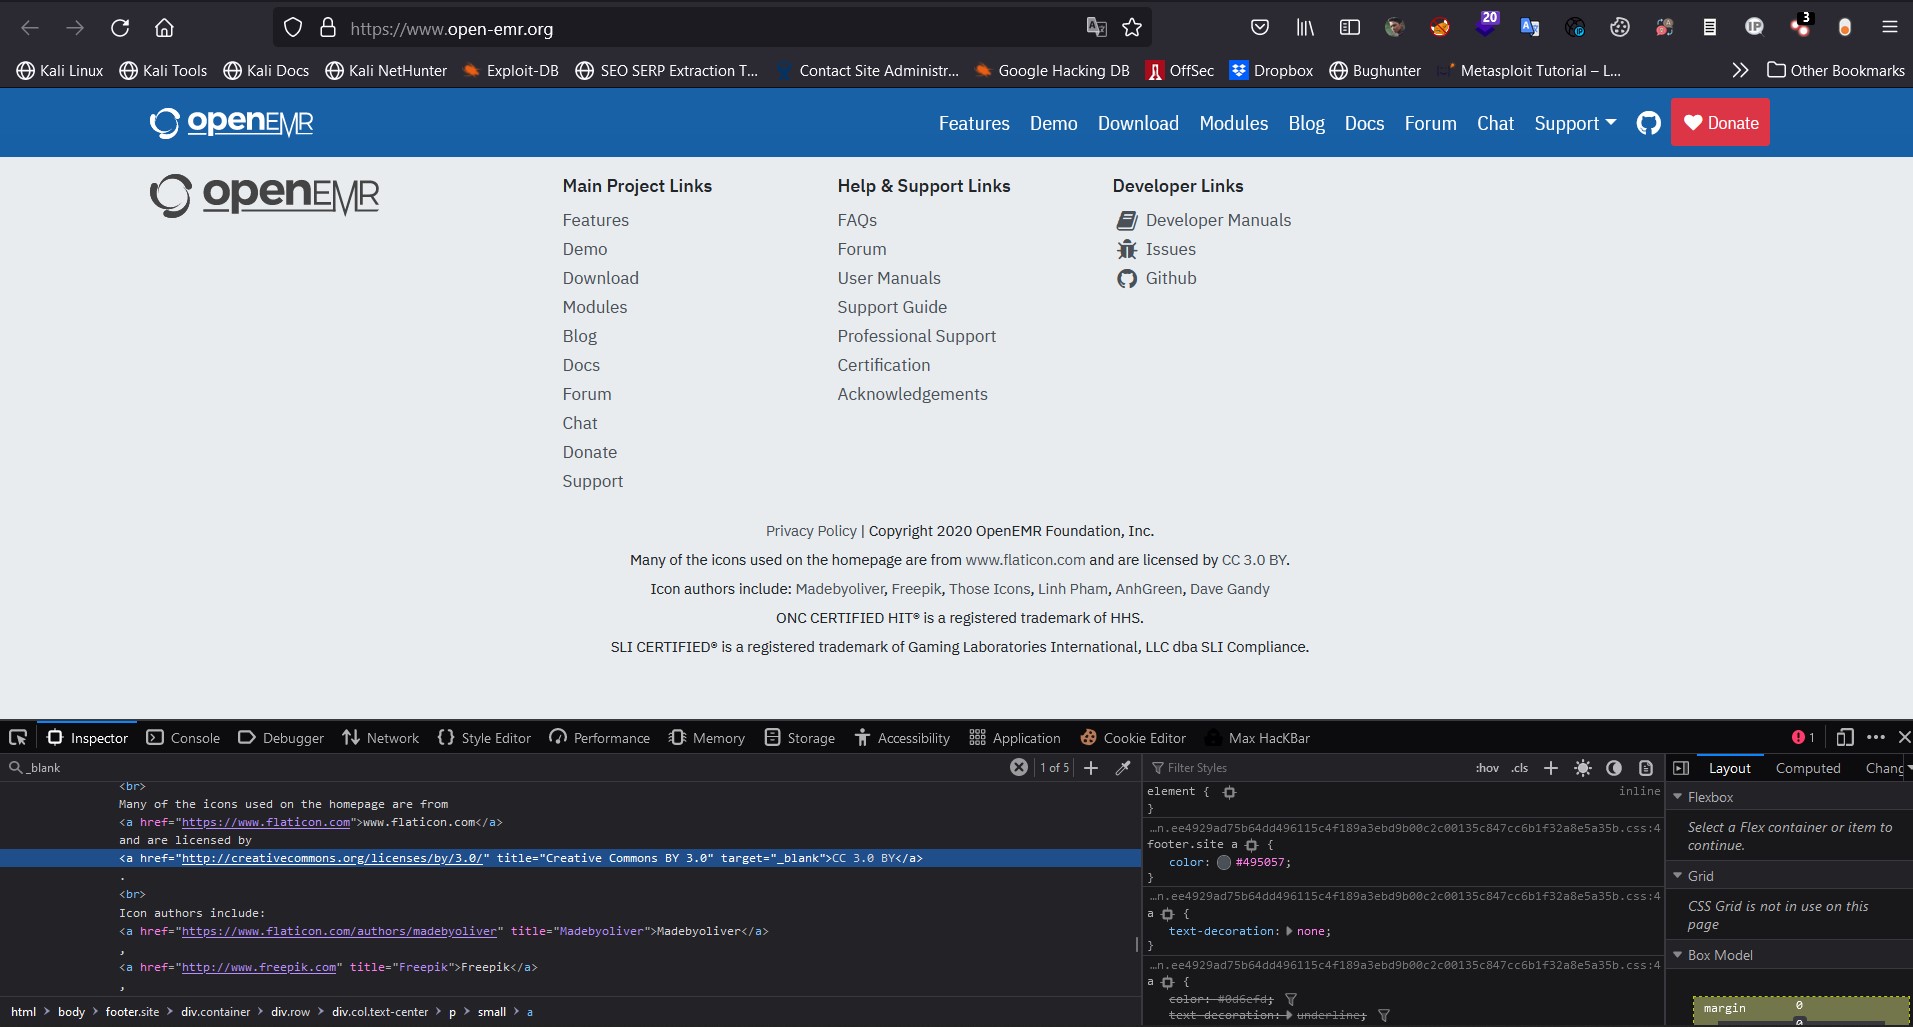 https://www.open-emr.org
20
3
Kali Linux
Kali Tools
Kali Docs
Kali NetHunter
Exploit-DB
SEO SERP Extraction T...
Contact Site Administr...
Google Hacking DB
OffSec
Dropbox
Bughunter
Metasploit Tutorial – L...
Other Bookmarks
openEMR
Features
Demo
Download
Modules
Blog
Docs
Forum
Chat
Support
Donate
openEMR
Main Project Links
Features
Demo
Download
Modules
Blog
Docs
Forum
Chat
Donate
Support
Help & Support Links
FAQs
Forum
User Manuals
Support Guide
Professional Support
Certification
Acknowledgements
Developer Links
Developer Manuals
Issues
Github
Privacy Policy | Copyright 2020 OpenEMR Foundation, Inc.
Many of the icons used on the homepage are from www.flaticon.com and are licensed by CC 3.0 BY.
Icon authors include: Madebyoliver, Freepik, Those Icons, Linh Pham, AnhGreen, Dave Gandy
ONC CERTIFIED HIT® is a registered trademark of HHS.
SLI CERTIFIED® is a registered trademark of Gaming Laboratories International, LLC dba SLI Compliance.
Inspector
Console
Debugger
Network
Style Editor
Performance
Memory
Storage
Accessibility
Application
Cookie Editor
Max HacKBar
1
_blank
1 of 5
<br>
Many of the icons used on the homepage are from
<a href="https://www.flaticon.com">www.flaticon.com</a>
and are licensed by
<a href="http://creativecommons.org/licenses/by/3.0/" title="Creative Commons BY 3.0" target="_blank">CC 3.0 BY</a>
.
<br>
Icon authors include:
<a href="https://www.flaticon.com/authors/madebyoliver" title="Madebyoliver">Madebyoliver</a>
,
<a href="http://www.freepik.com" title="Freepik">Freepik</a>
,
html > body > footer.site > div.container > div.row > div.col.text-center > p > small > a
Filter Styles
:hov .cls
element {
inline
}
…n.ee4929ad75b64dd496115c4f189a3ebd9b00c2c00135c847cc6b1f32a8e5a35b.css:4
footer.site a {
color: #495057;
}
…n.ee4929ad75b64dd496115c4f189a3ebd9b00c2c00135c847cc6b1f32a8e5a35b.css:4
a {
text-decoration: none;
}
…n.ee4929ad75b64dd496115c4f189a3ebd9b00c2c00135c847cc6b1f32a8e5a35b.css:4
a {
color: #0d6efd;
text-decoration: underline;
Layout
Computed
Chang
Flexbox
Select a Flex container or item to
continue.
Grid
CSS Grid is not in use on this
page
Box Model
margin
0
0